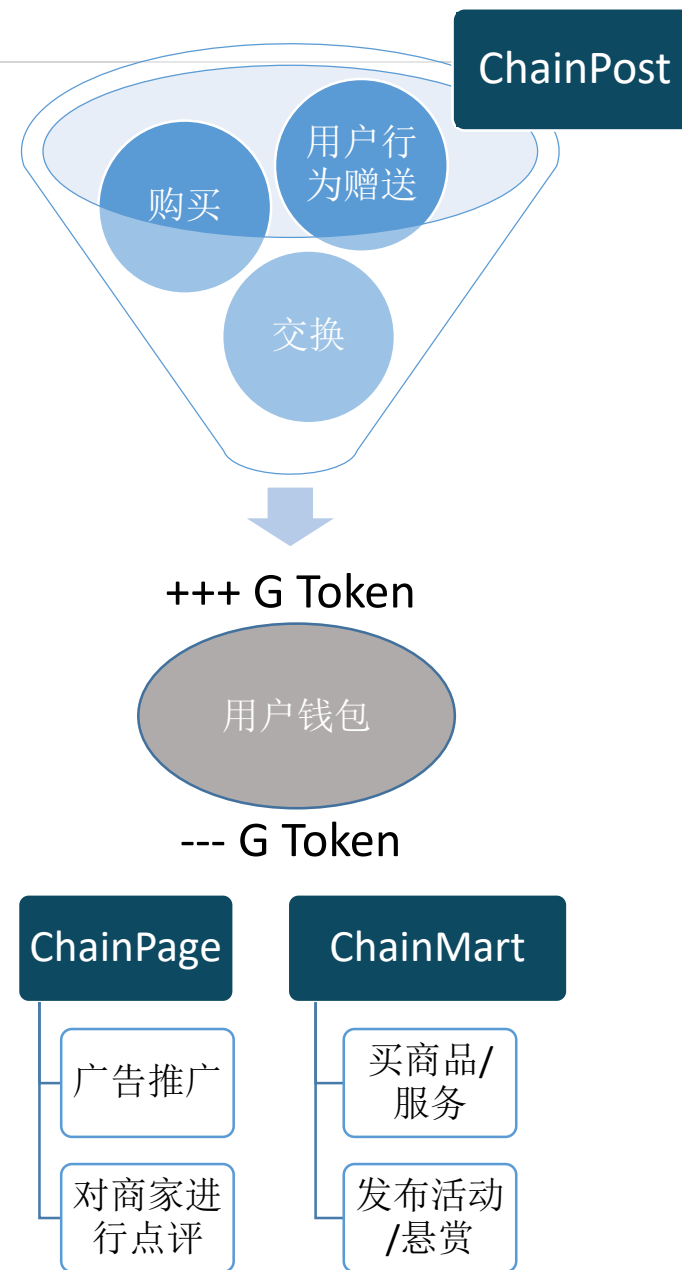 ChainPost
用户行
为赠送
购买
交换
+++ G Token
用户钱包
--- G Token
ChainPage
ChainMart
广告推广
买商品/
服务
对商家进
行点评
发布活动
/悬赏